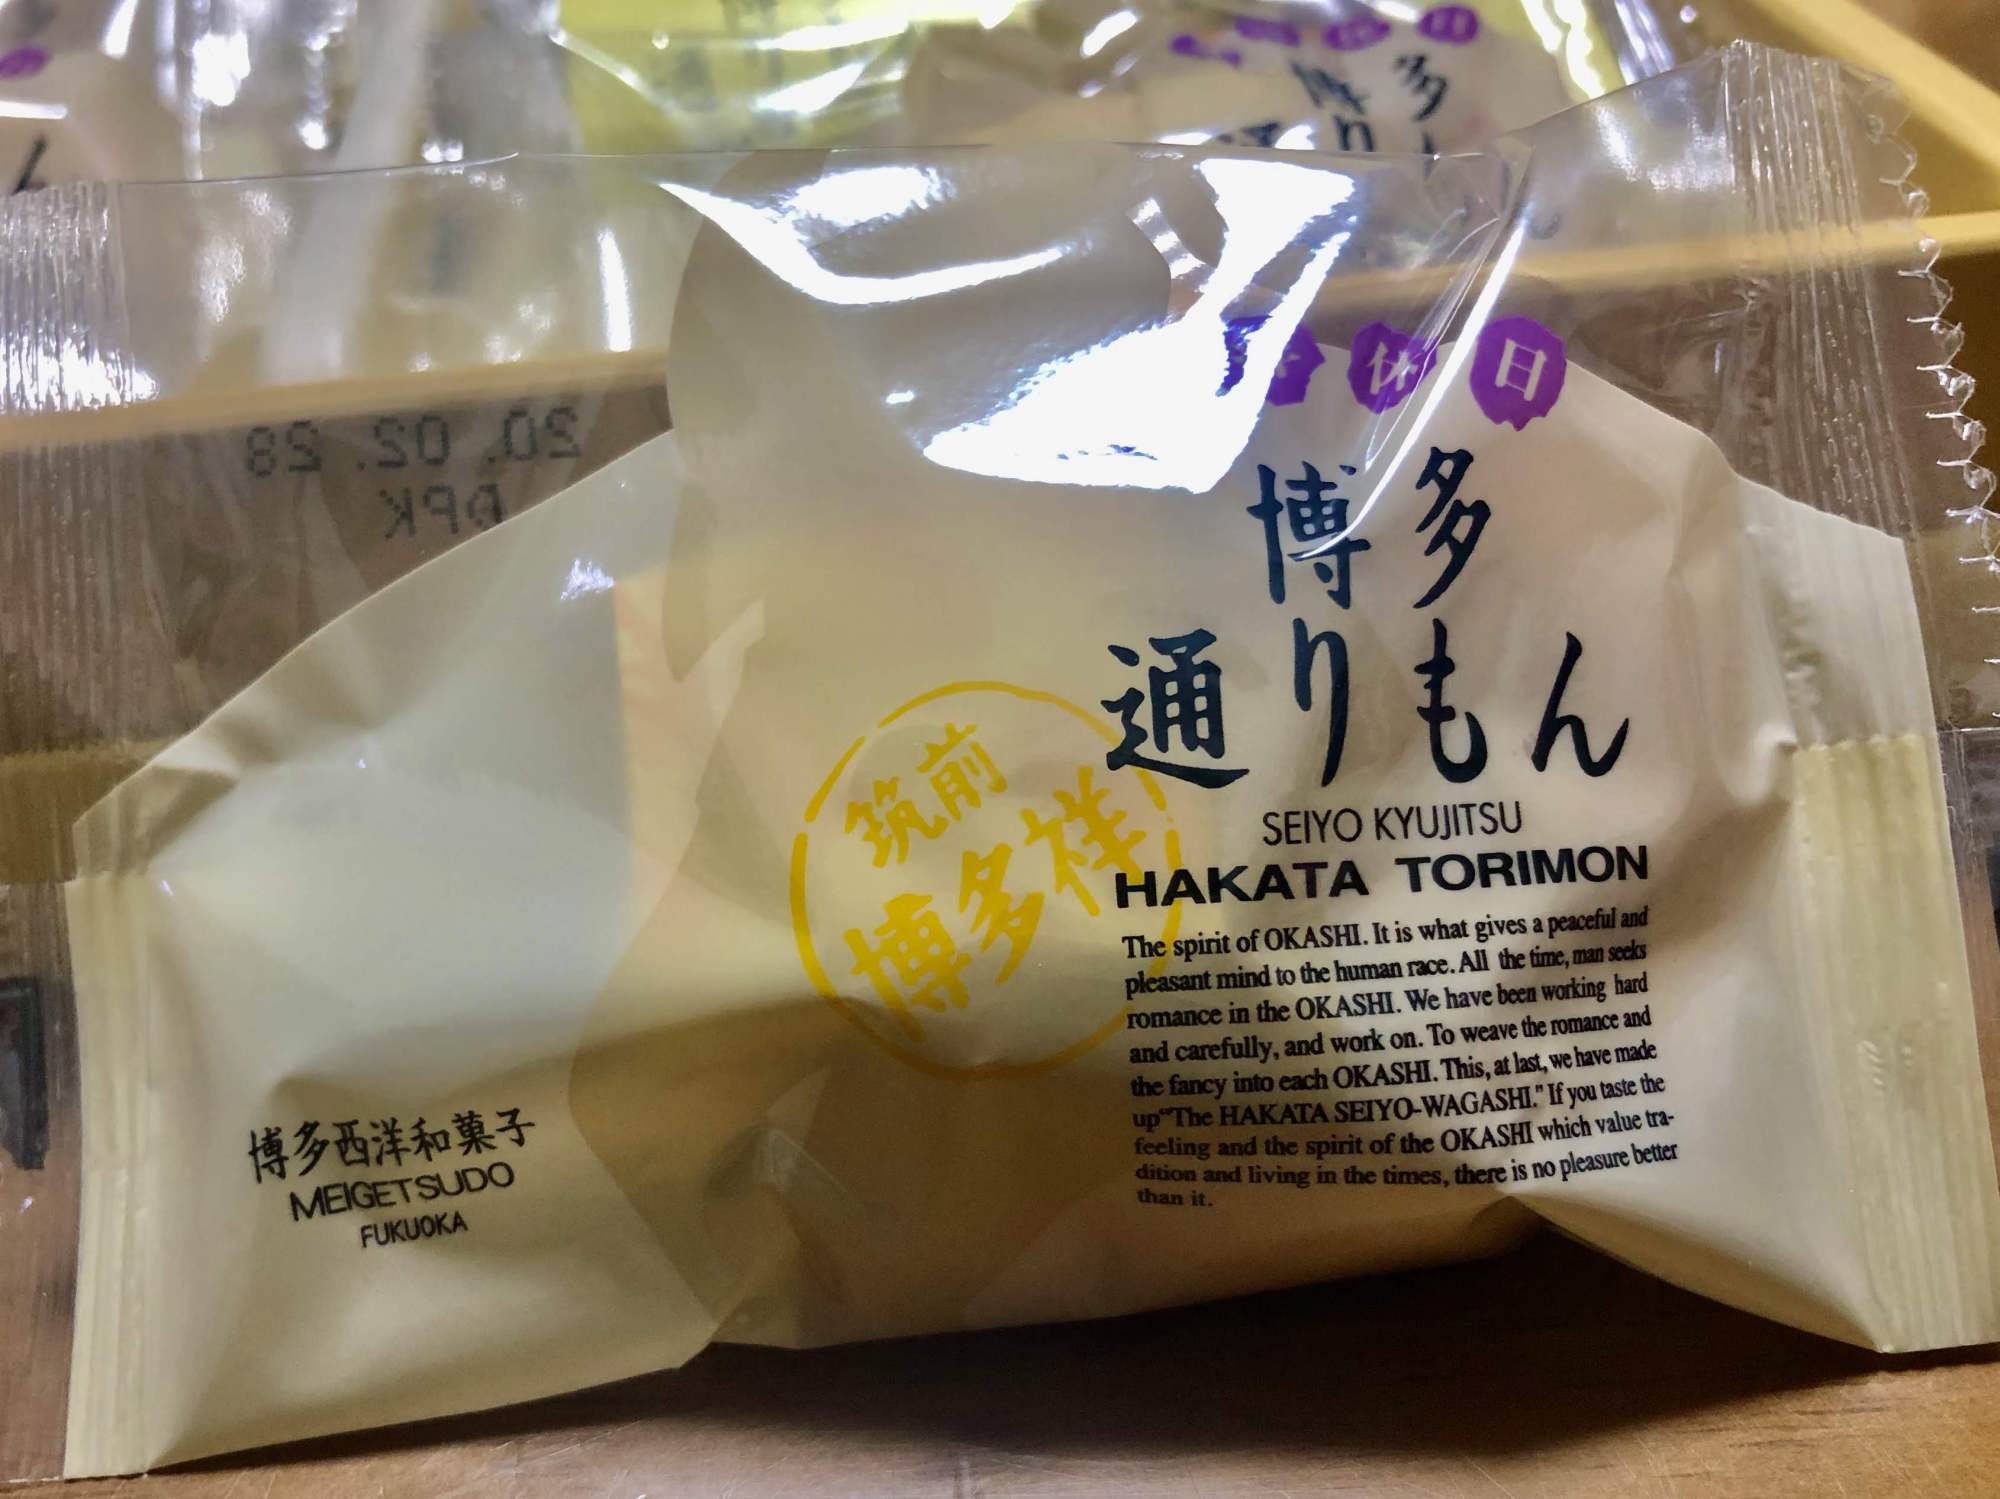 休日
博多
通りもん
SEIYO KYUJITSU
HAKATA TORIMON
The spirit of OKASHI. It is what gives a peaceful and
pleasant mind to the human race. All the time, man seeks
romance in the OKASHI. We have been working hard
and carefully, and work on. To weave the romance and
the fancy into each OKASHI. This, at last, we have made
up "The HAKATA SEIYO-WAGASHI." If you taste the
feeling and the spirit of the OKASHI which value tra-
dition and living in the times, there is no pleasure better
than it.
筑前
博多祥
博多西洋和菓子
MEIGETSUDO
FUKUOKA
20. 02. 28
DPK
博多